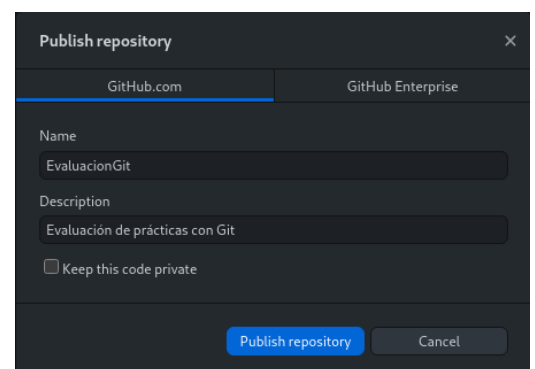 Publish repository
GitHub.com
GitHub Enterprise
Name
EvaluacionGit
Description
Evaluación de prácticas con Git
Keep this code private
Publish repository
Cancel